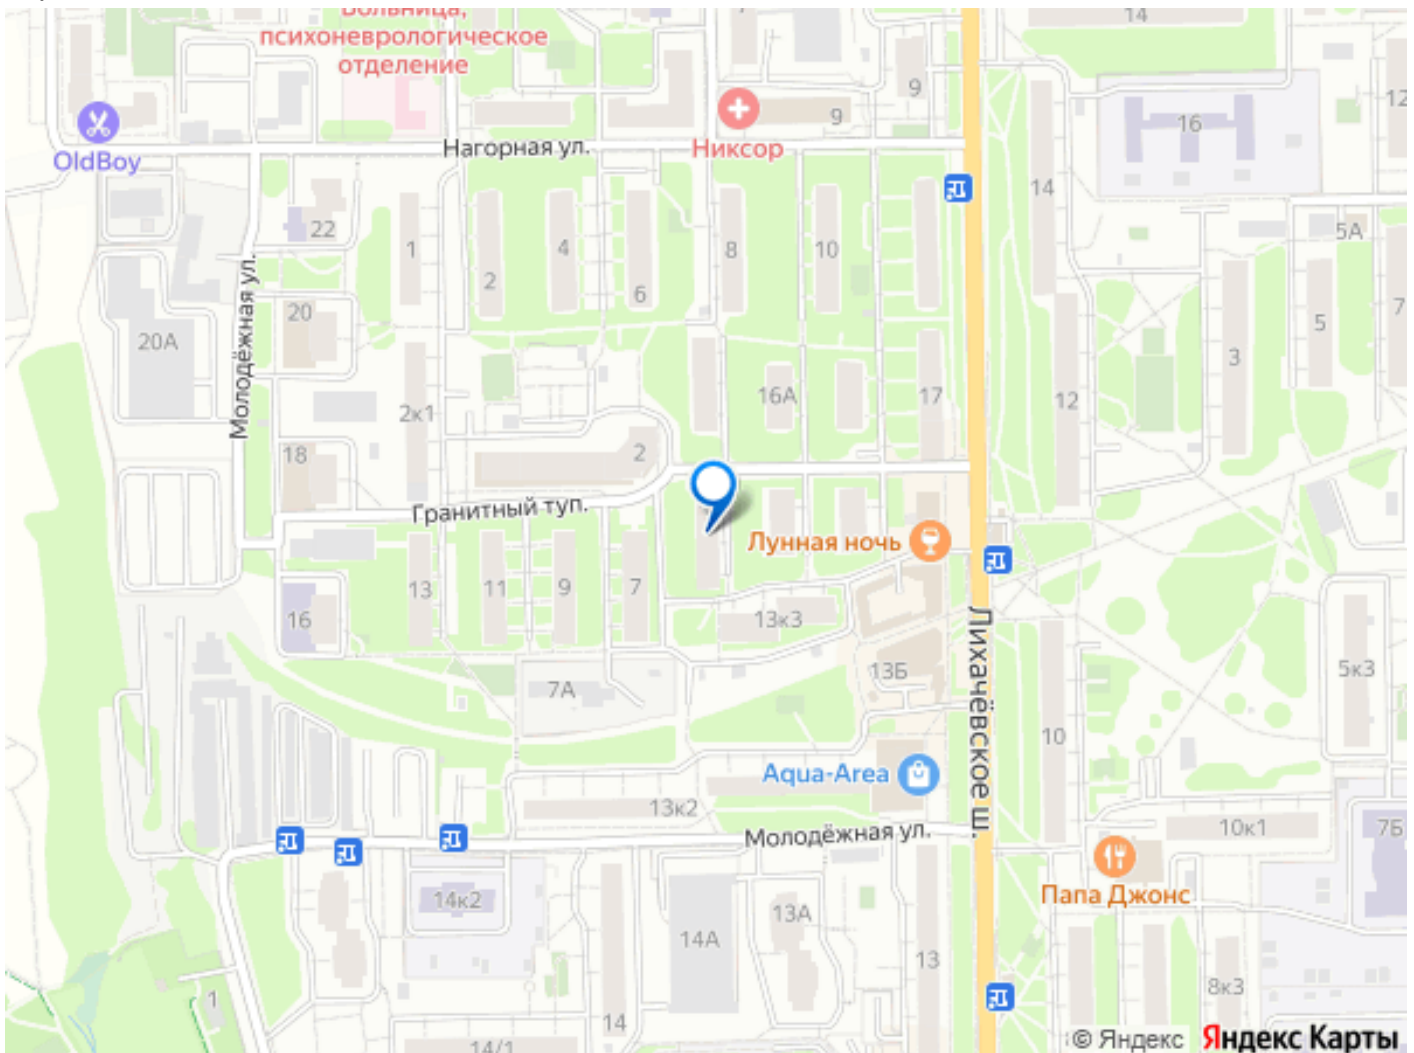 Больница,
психоневрологическое
отделение
7
14
9
9
12
OldBoy
Нагорная ул.
Никсор
16
14
22
1
2
4
6
8
10
5А
Молодёжная ул.
20
20А
5
7
3
2к1
16А
17
12
18
2
Гранитный туп.
Лунная ночь
13
11
9
7
16
13к3
Лихачёвское ш.
7А
13Б
5к3
10
Aqua-Area
13к2
Молодёжная ул.
10к1
7Б
Папа Джонс
14к2
13А
14А
13
1
8к3
14
14/1
© Яндекс Яндекс Карты